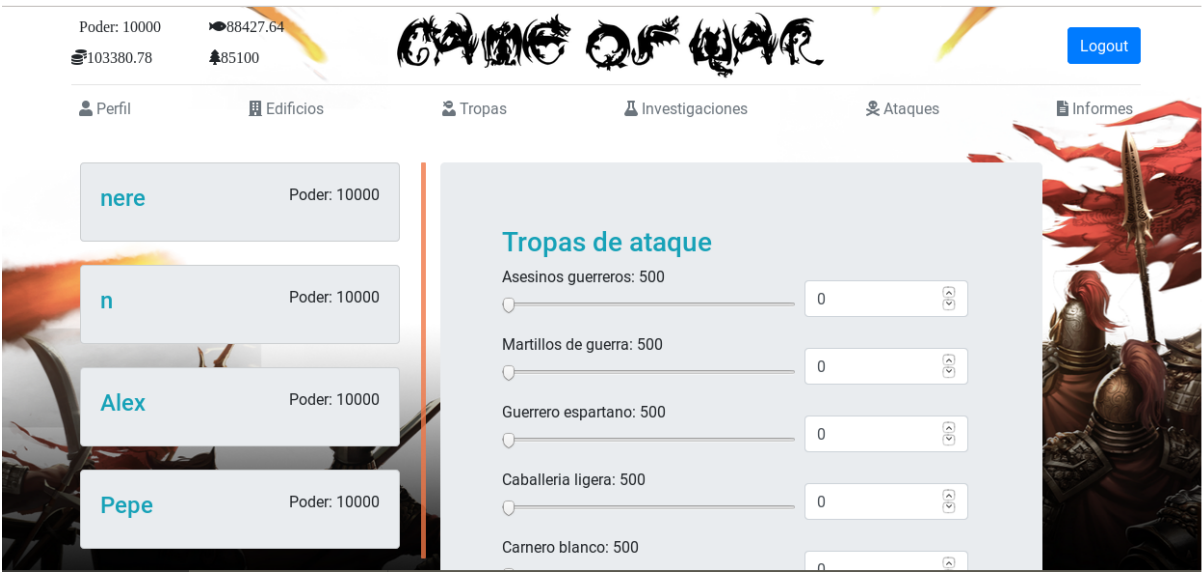 Poder: 10000 88427.64
103380.78 85100
GAME OF WAR
Logout
Perfil Edificios Tropas Investigaciones Ataques Informes
nere Poder: 10000
n Poder: 10000
Alex Poder: 10000
Pepe Poder: 10000
Tropas de ataque
Asesinos guerreros: 500
0
Martillos de guerra: 500
0
Guerrero espartano: 500
0
Caballeria ligera: 500
0
Carnero blanco: 500
0